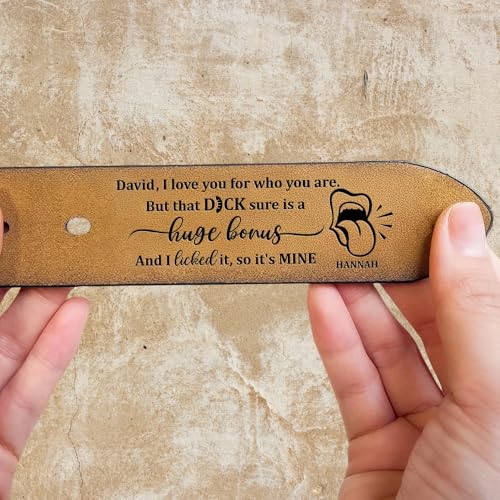 David, I love you for who you are.
But that D)CK sure is a
huge bonus
And I licked it, so it's MINE
HANNAH